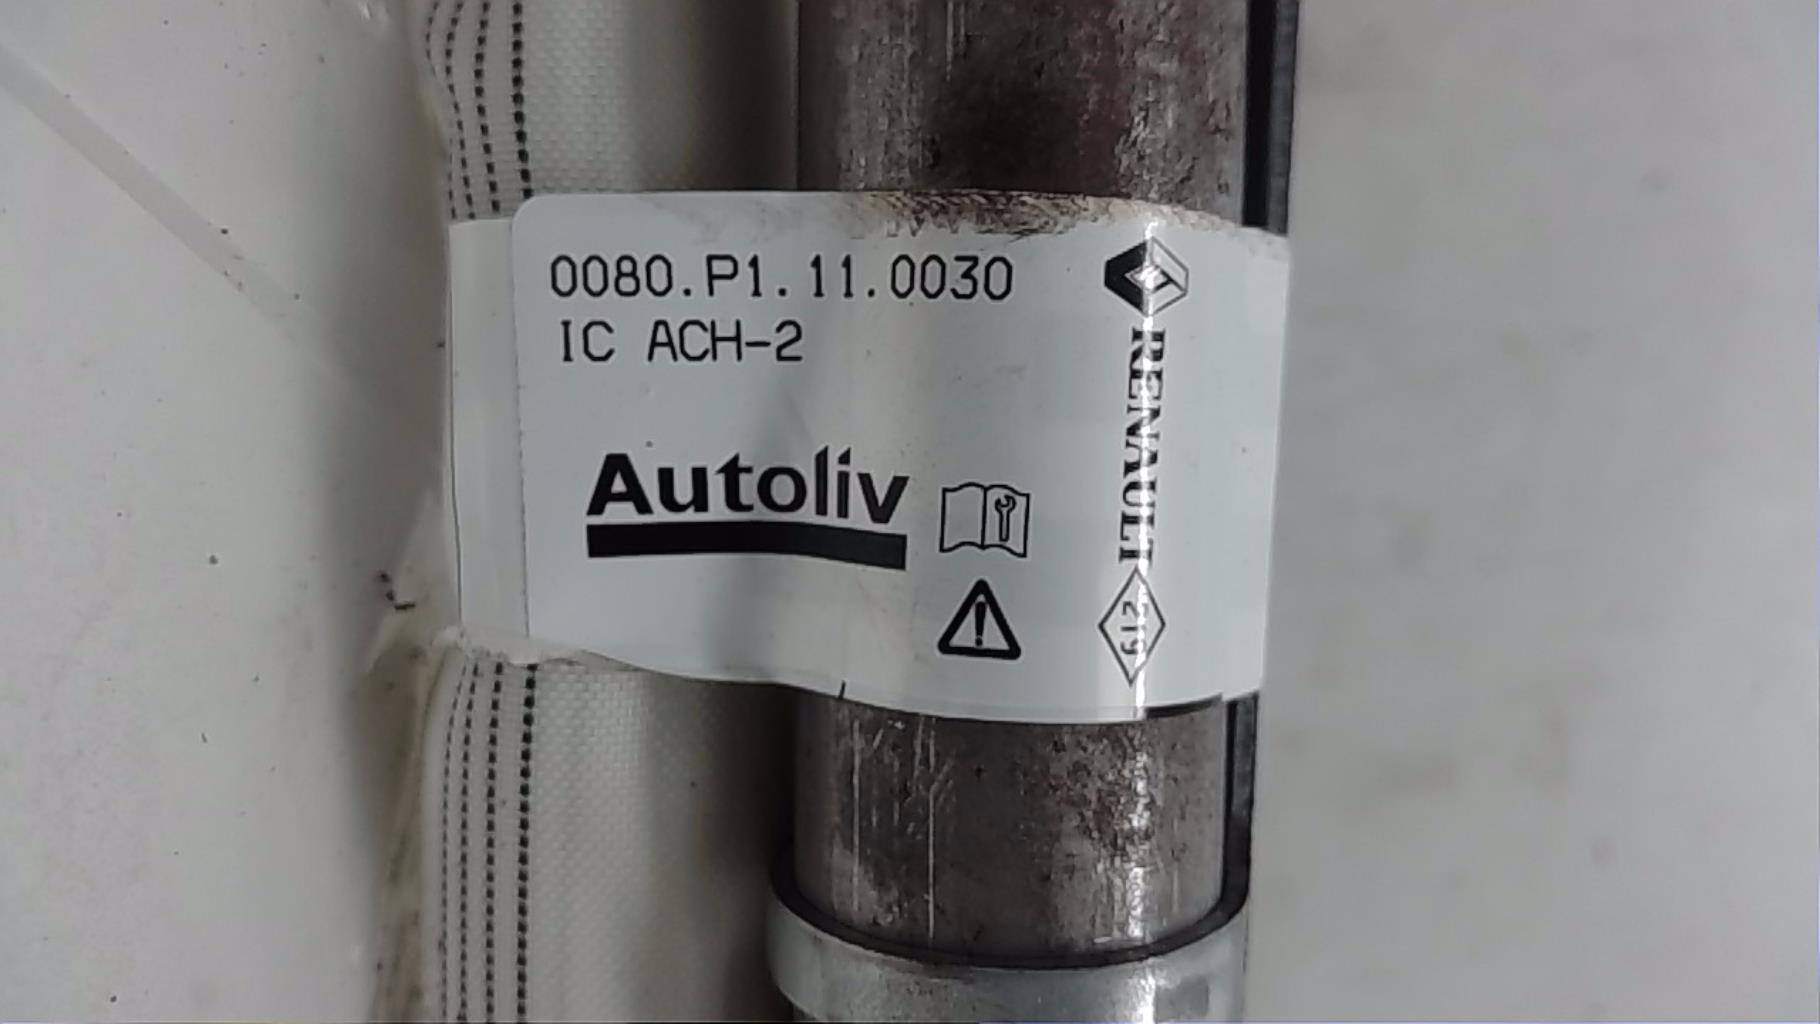 0080.P1.11.0030
IC ACH-2
Autoliv
RENAULT
219